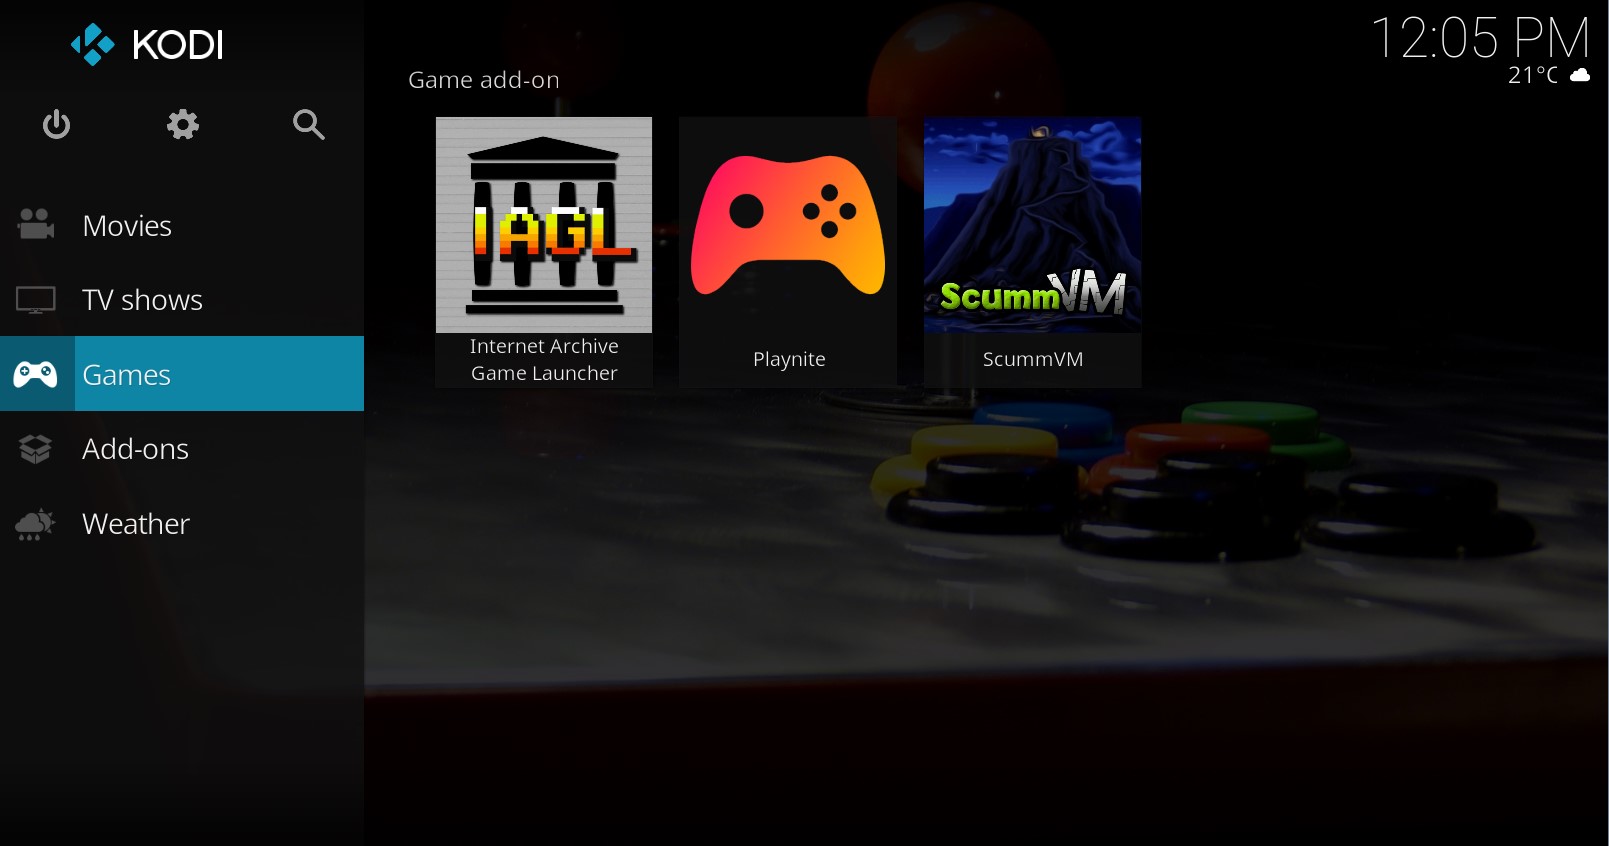 KODI
12:05 PM
21°C
Movies
TV shows
Games
Add-ons
Weather
Game add-on
IAGL
Internet Archive
Game Launcher
Playnite
ScummVM
ScummVM